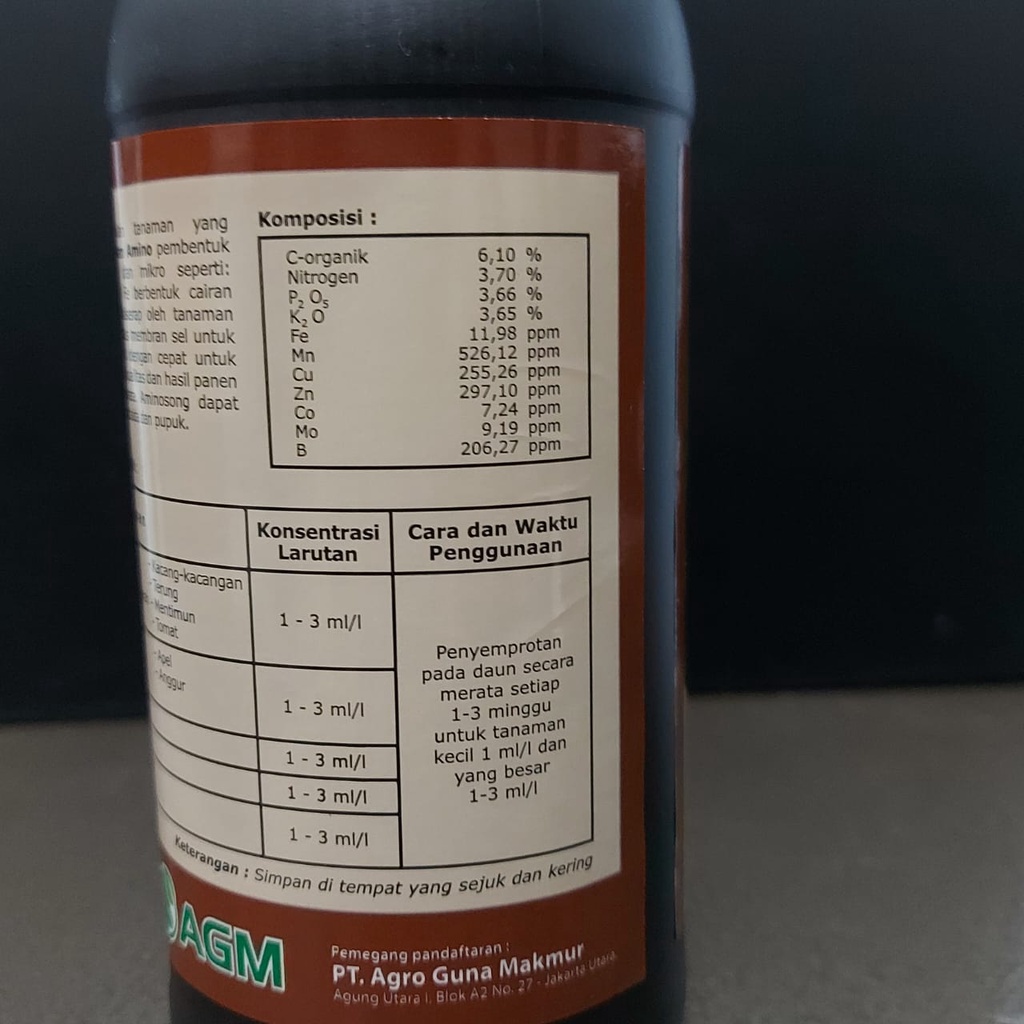 tanaman yang
Amino pembentuk
mikro seperti:
berbentuk cairan
oleh tanaman
membran sel untuk
dengan cepat untuk
dan hasil panen
Aminosong dapat
pupuk.
Komposisi :
C-organik 6,10 %
Nitrogen 3,70 %
P₂ O₅ 3,66 %
K₂ O 3,65 %
Fe 11,98 ppm
Mn 526,12 ppm
Cu 255,26 ppm
Zn 297,10 ppm
Co 7,24 ppm
Mo 9,19 ppm
B 206,27 ppm
Konsentrasi
Larutan
Cara dan Waktu
Penggunaan
- Kacang-kacangan
- Terung
- Mentimun
- Tomat
1 - 3 ml/l
- Apel
- Anggur
1 - 3 ml/l
1 - 3 ml/l
1 - 3 ml/l
1 - 3 ml/l
Penyemprotan
pada daun secara
merata setiap
1-3 minggu
untuk tanaman
kecil 1 ml/l dan
yang besar
1-3 ml/l
Keterangan : Simpan di tempat yang sejuk dan kering
AGM
Pemegang pandaftaran :
PT. Agro Guna Makmur
Agung Utara I. Blok A2 No. 27 - Jakarta Utara